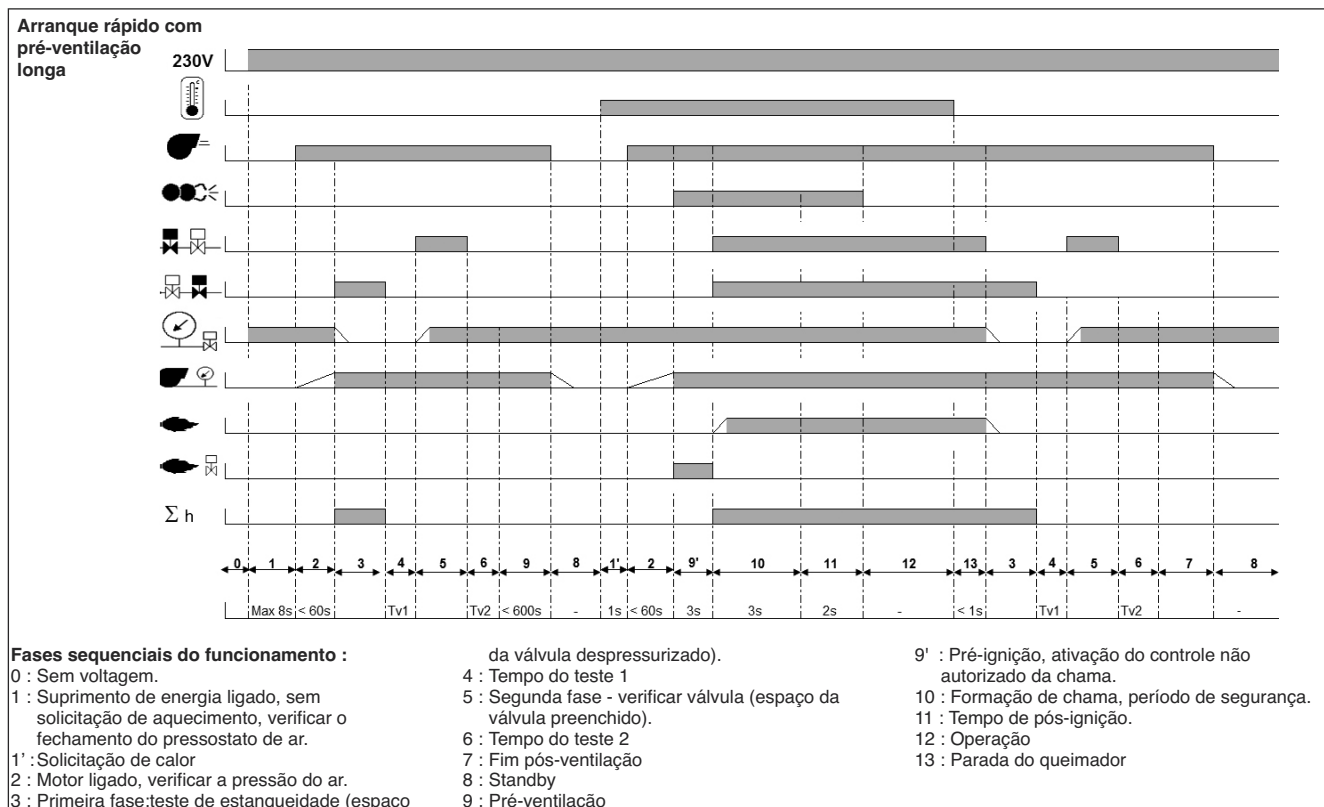 Arranque rápido com
pré-ventilação
longa
230V
°C
h
Σ h
0 1 2 3 4 5 6 9 8 1' 2 9' 10 11 12 13 3 4 5 6 7 8
Max 8s < 60s Tv1 Tv2 < 600s - 1s < 60s 3s 3s 2s - < 1s Tv1 Tv2 -
Fases sequenciais do funcionamento :
0 : Sem voltagem.
1 : Suprimento de energia ligado, sem
solicitação de aquecimento, verificar o
fechamento do pressostato de ar.
1' :Solicitação de calor
2 : Motor ligado, verificar a pressão do ar.
3 : Primeira fase:teste de estanqueidade (espaço
da válvula despressurizado).
4 : Tempo do teste 1
5 : Segunda fase - verificar válvula (espaço da
válvula preenchido).
6 : Tempo do teste 2
7 : Fim pós-ventilação
8 : Standby
9 : Pré-ventilação
9' : Pré-ignição, ativação do controle não
autorizado da chama.
10 : Formação de chama, período de segurança.
11 : Tempo de pós-ignição.
12 : Operação
13 : Parada do queimador